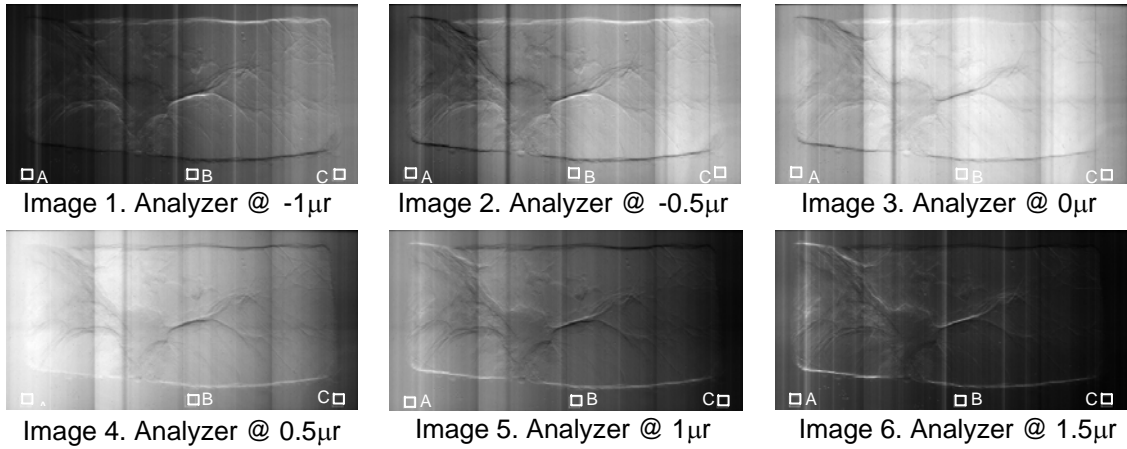 A B C
A B C
A B C
Image 1. Analyzer @ -1μr
Image 2. Analyzer @ -0.5μr
Image 3. Analyzer @ 0μr
B C
A B C
A B C
Image 4. Analyzer @ 0.5μr
Image 5. Analyzer @ 1μr
Image 6. Analyzer @ 1.5μr